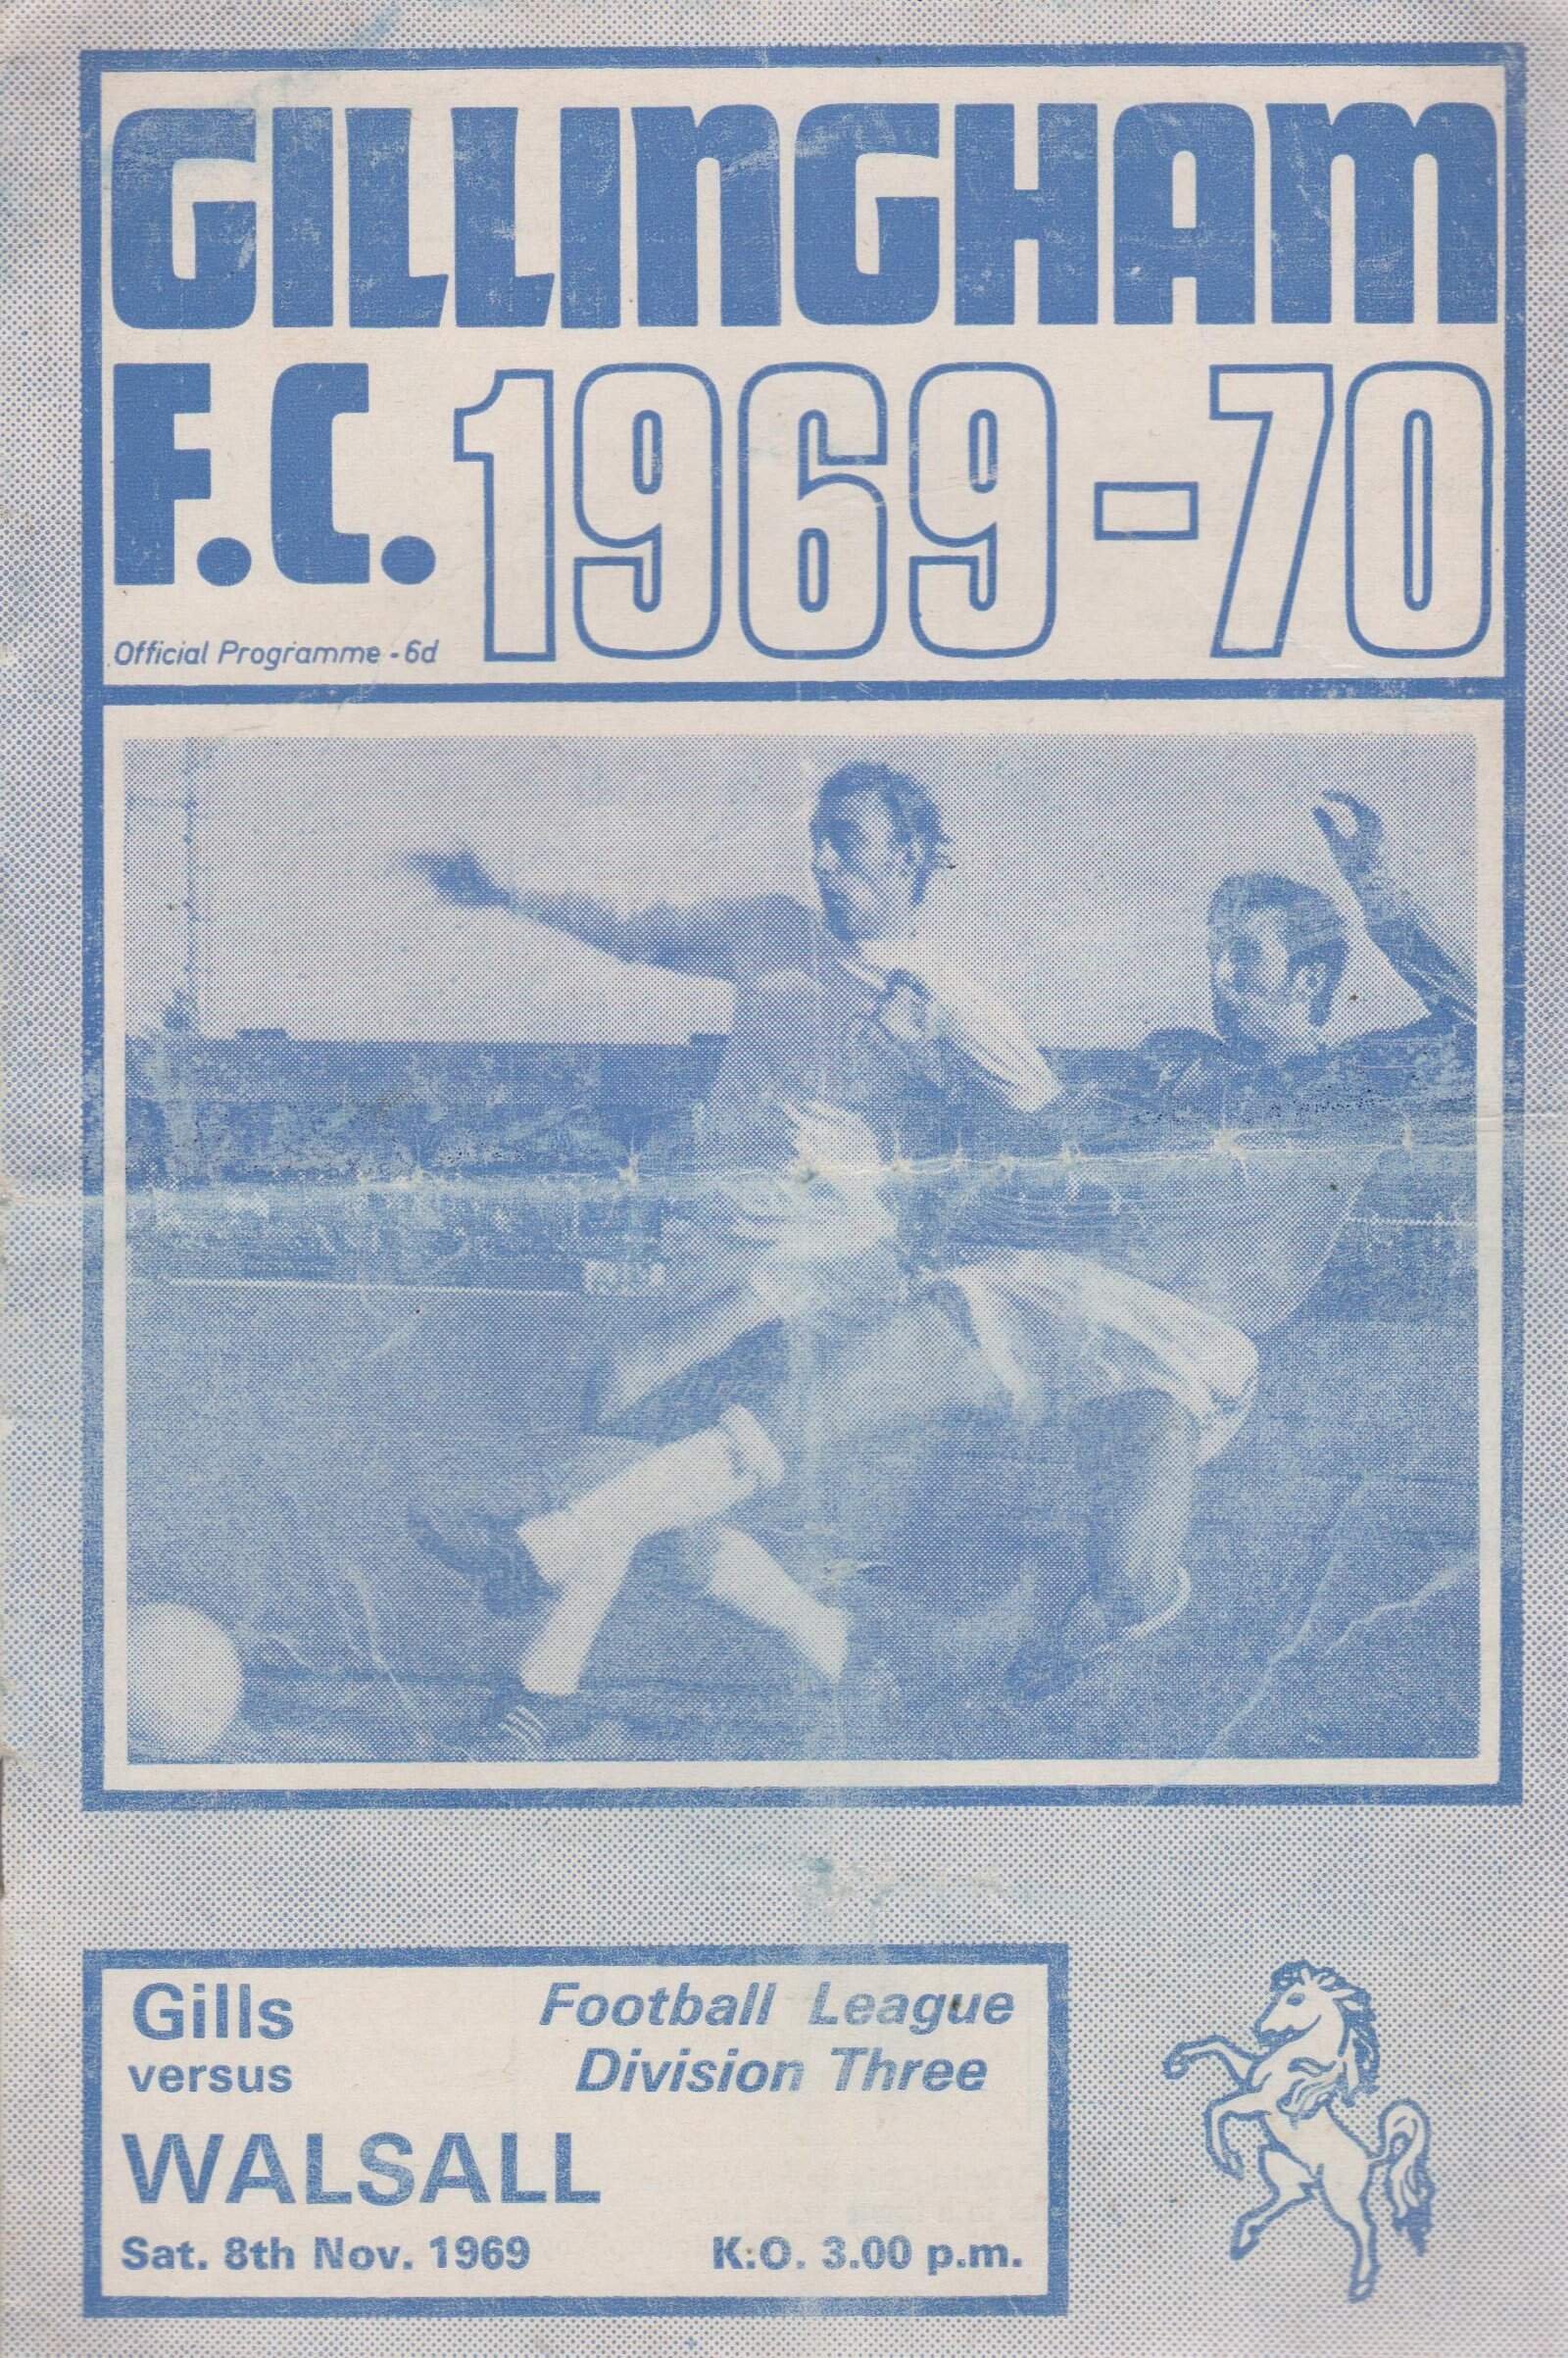 GILLINGHAM
F.C. 1969-70
Official Programme - 6d
Gills
versus
WALSALL
Football League
Division Three
Sat. 8th Nov. 1969
K.O. 3.00 p.m.